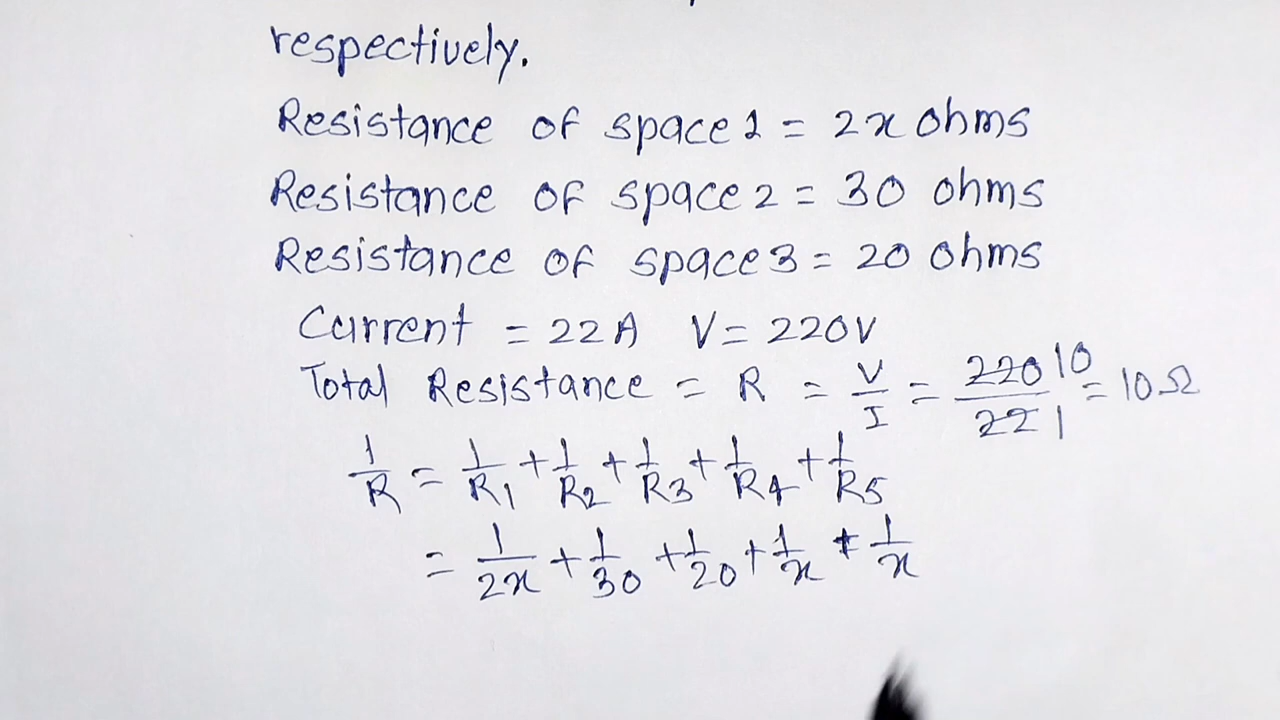 respectively.
Resistance of space 1 = 2x ohms
Resistance of space 2 = 30 ohms
Resistance of space 3 = 20 ohms
Current = 22A V = 220V
Total Resistance = R = V/I = 220/22 10/1 = 10Ω
1/R = 1/R1 + 1/R2 + 1/R3 + 1/R4 + 1/R5
= 1/2x + 1/30 + 1/20 + 1/x + 1/x